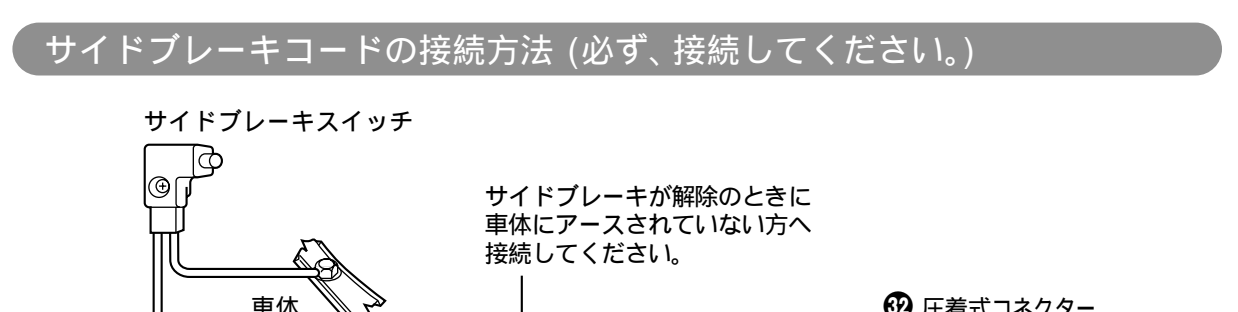 サイドブレーキコードの接続方法 (必ず、接続してください。)
サイドブレーキスイッチ
サイドブレーキが解除のときに
車体にアースされていない方へ
接続してください。
車体
32 圧着式コネクター